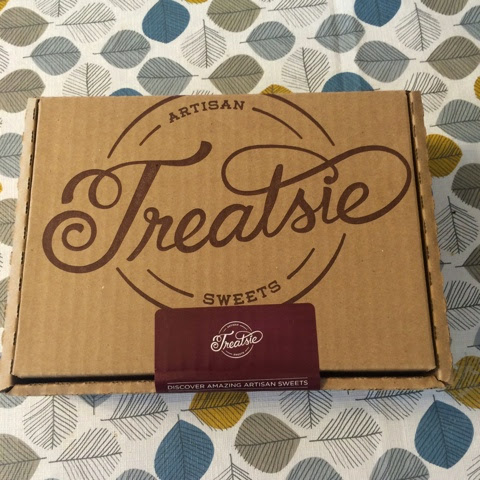 ARTISAN
Treatsie
SWEETS
Treatsie
DISCOVER AMAZING ARTISAN SWEETS